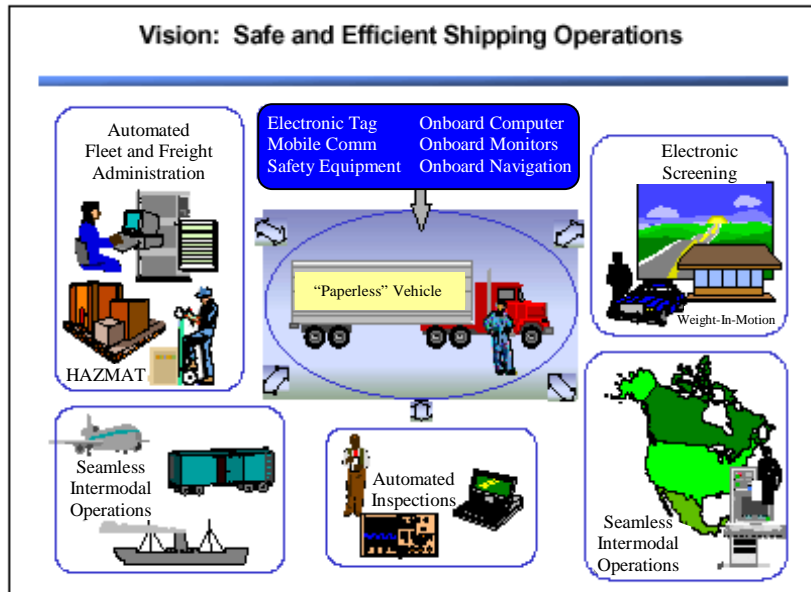 Vision: Safe and Efficient Shipping Operations
Automated
Fleet and Freight
Administration
HAZMAT
Electronic Tag Onboard Computer
Mobile Comm Onboard Monitors
Safety Equipment Onboard Navigation
“Paperless” Vehicle
Electronic
Screening
Weight-In-Motion
Seamless
Intermodal
Operations
Automated
Inspections
Seamless
Intermodal
Operations